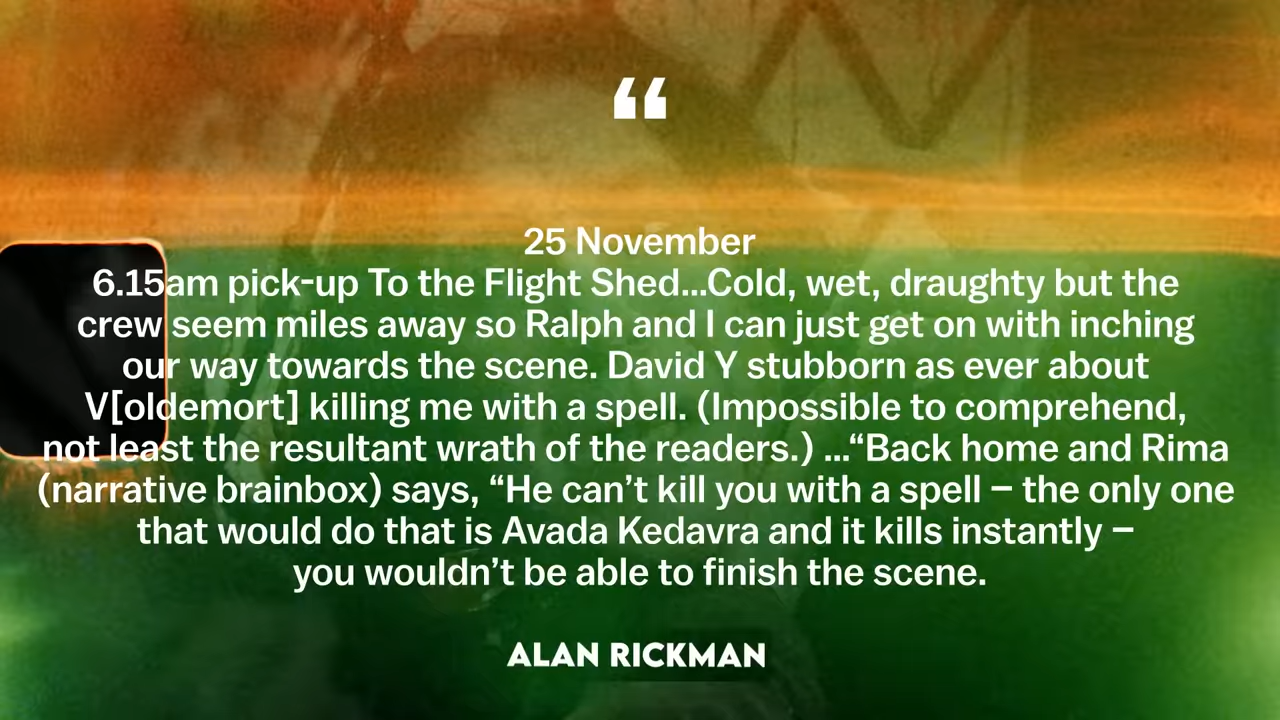 “
25 November
6.15am pick-up To the Flight Shed...Cold, wet, draughty but the
crew seem miles away so Ralph and I can just get on with inching
our way towards the scene. David Y stubborn as ever about
V[oldemort] killing me with a spell. (Impossible to comprehend,
not least the resultant wrath of the readers.) ...“Back home and Rima
(narrative brainbox) says, “He can’t kill you with a spell – the only one
that would do that is Avada Kedavra and it kills instantly –
you wouldn’t be able to finish the scene.
ALAN RICKMAN